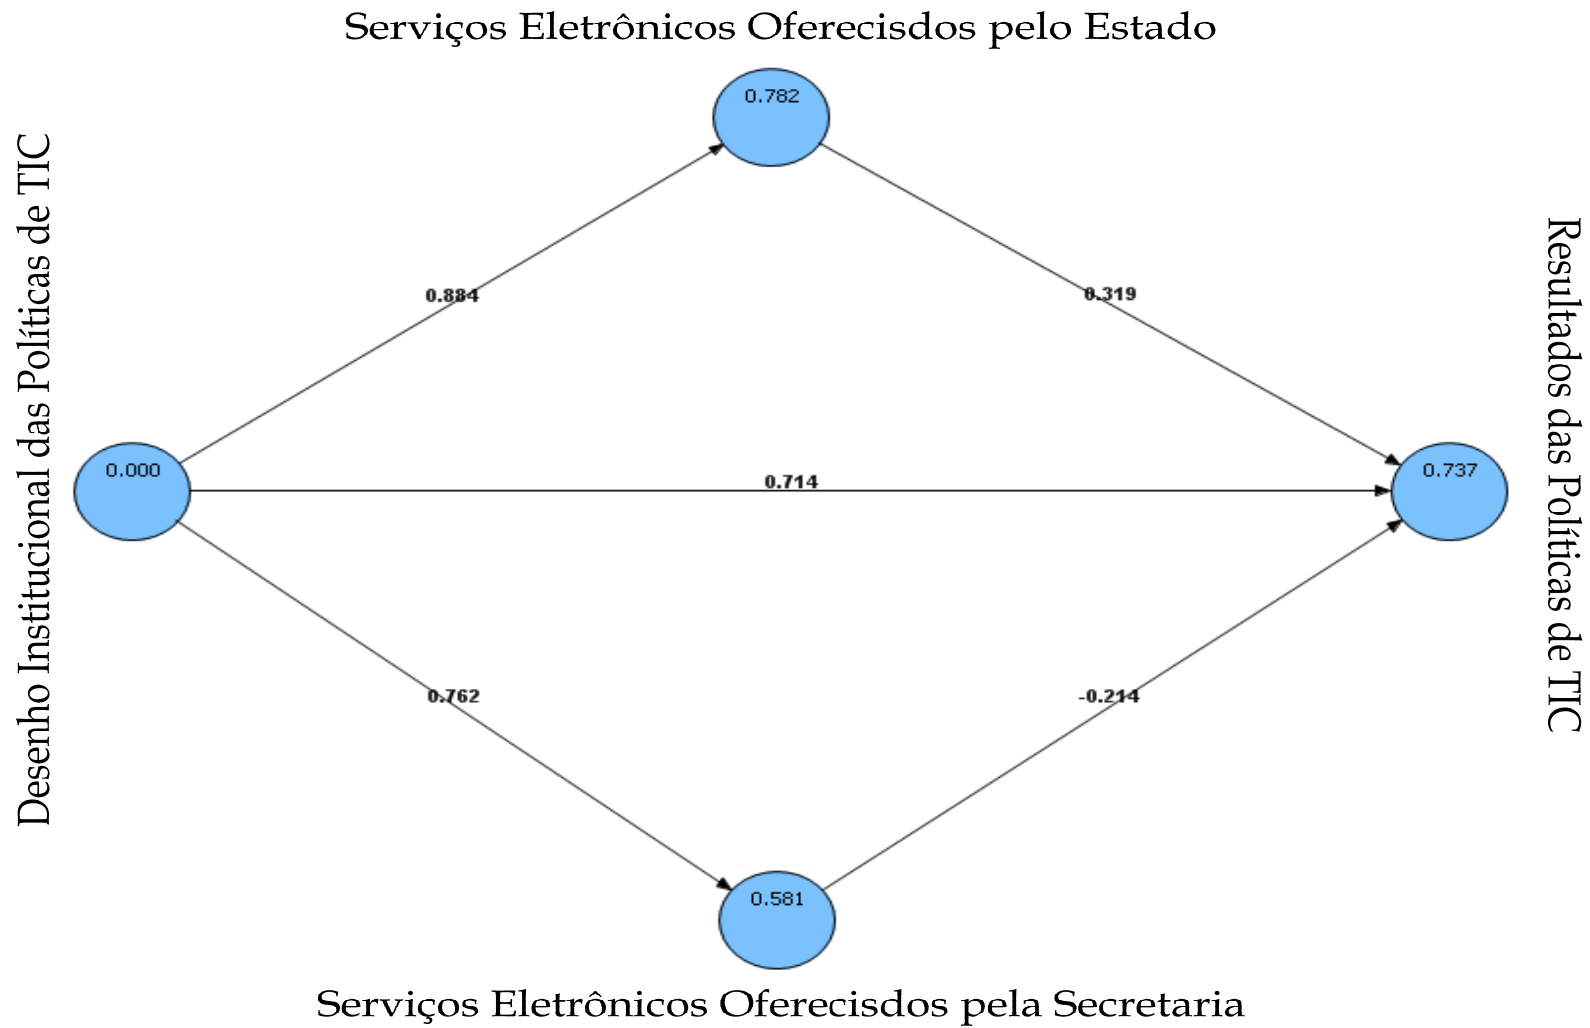 Serviços Eletrônicos Oferecisdos pelo Estado
0.782
Desenho Institucional das Políticas de TIC
0.884
0.319
Resultados das Políticas de TIC
0.000
0.714
0.737
0.762
-0.214
0.581
Serviços Eletrônicos Oferecisdos pela Secretaria